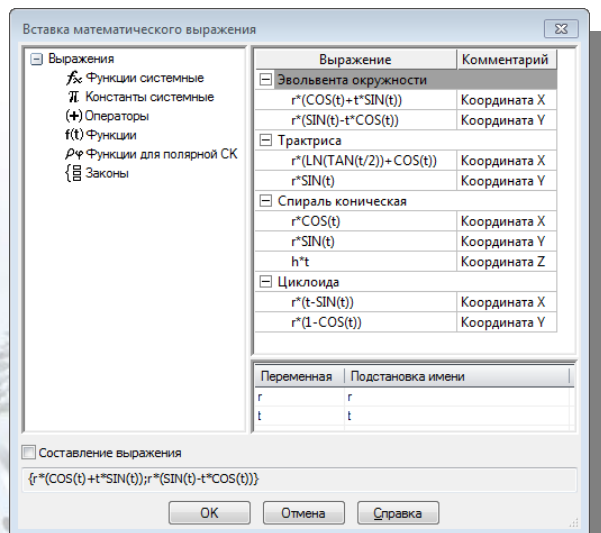 Вставка математического выражения
Выражения
fx Функции системные
π Константы системные
(+) Операторы
f(t) Функции
ρφ Функции для полярной СК
Законы
Выражение Комментарий
Эвольвента окружности
r*(COS(t)+t*SIN(t)) Координата X
r*(SIN(t)-t*COS(t)) Координата Y
Трактриса
r*(LN(TAN(t/2))+COS(t)) Координата X
r*SIN(t) Координата Y
Спираль коническая
r*COS(t) Координата X
r*SIN(t) Координата Y
h*t Координата Z
Циклоида
r*(t-SIN(t)) Координата X
r*(1-COS(t)) Координата Y
Переменная Подстановка имени
r r
t t
Составление выражения
{r*(COS(t)+t*SIN(t));r*(SIN(t)-t*COS(t))}
OK Отмена Справка